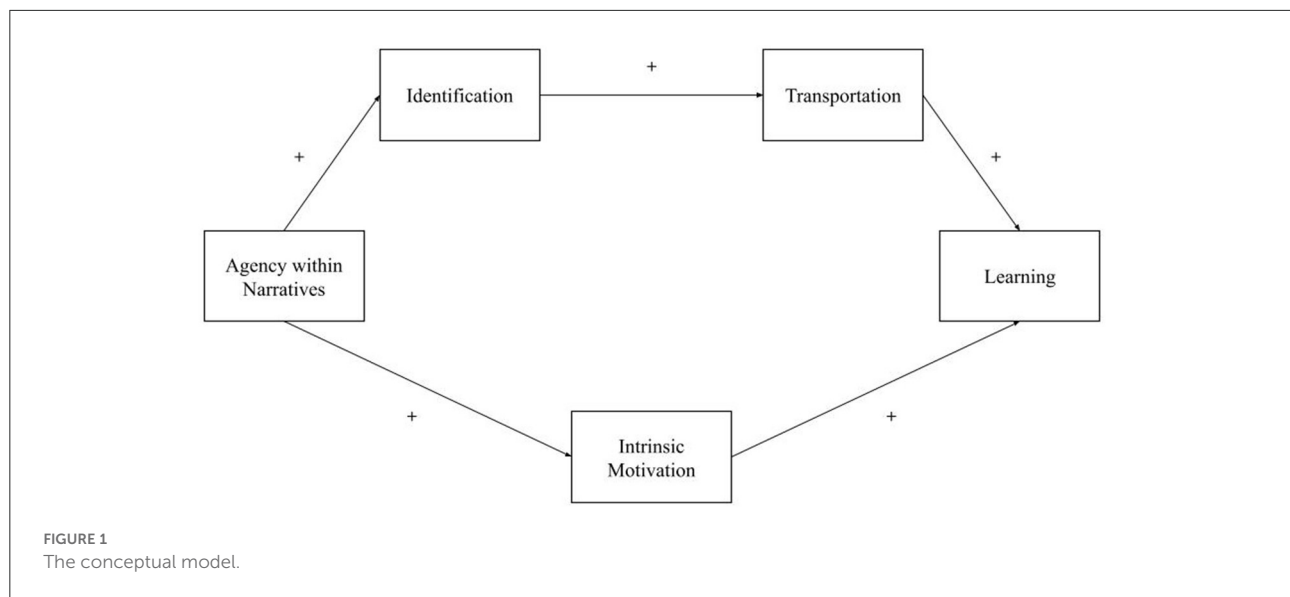 +
Identification
Transportation
+
+
Agency within
Narratives
Learning
+
+
Intrinsic
Motivation
FIGURE 1
The conceptual model.